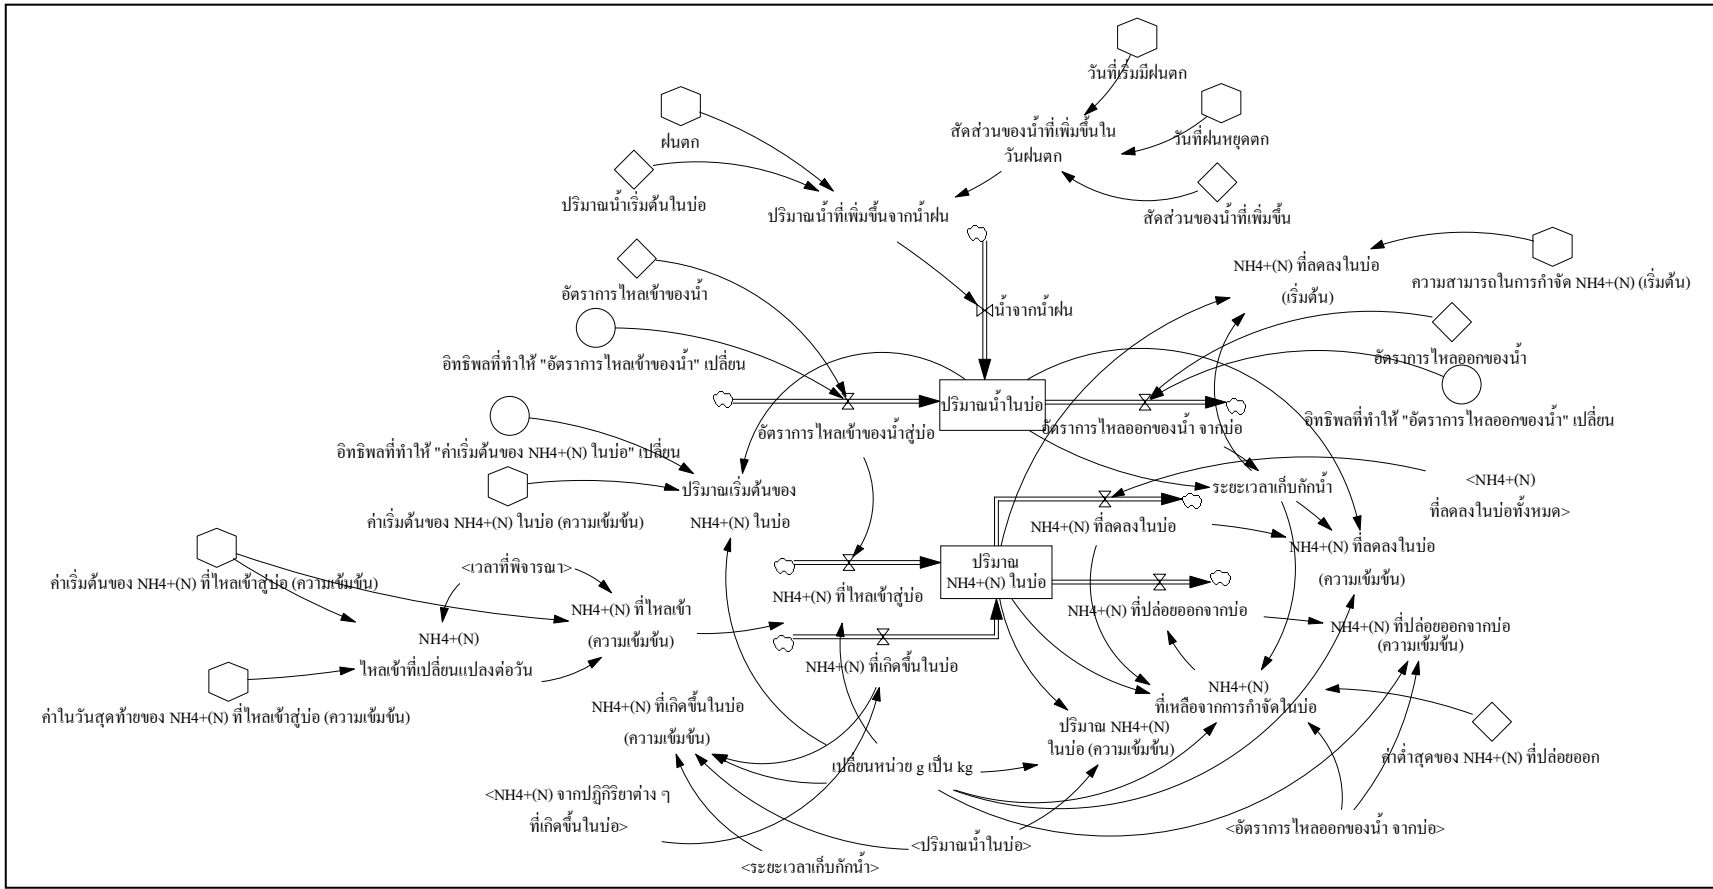 วันที่เริ่มมีฝนตก
ฝนตก
สัดส่วนของน้ำที่เพิ่มขึ้นใน
วันฝนตก
วันที่ฝนหยุดตก
ปริมาณน้ำเริ่มต้นในบ่อ
ปริมาณน้ำที่เพิ่มขึ้นจากน้ำฝน
สัดส่วนของน้ำที่เพิ่มขึ้น
NH4+(N) ที่ลดลงในบ่อ
(เริ่มต้น)
ความสามารถในการกำจัด NH4+(N) (เริ่มต้น)
อัตราการไหลเข้าของน้ำ
น้ำจากน้ำฝน
อิทธิพลที่ทำให้ "อัตราการไหลเข้าของน้ำ" เปลี่ยน
อัตราการไหลออกของน้ำ
ปริมาณน้ำในบ่อ
อัตราการไหลเข้าของน้ำสู่บ่อ
อัตราการไหลออกของน้ำ จากบ่อ
อิทธิพลที่ทำให้ "อัตราการไหลออกของน้ำ" เปลี่ยน
อิทธิพลที่ทำให้ "ค่าเริ่มต้นของ NH4+(N) ในบ่อ" เปลี่ยน
ปริมาณเริ่มต้นของ
NH4+(N) ในบ่อ
ระยะเวลาเก็บกักน้ำ
<NH4+(N)
ที่ลดลงในบ่อทั้งหมด>
ค่าเริ่มต้นของ NH4+(N) ในบ่อ (ความเข้มข้น)
NH4+(N) ที่ลดลงในบ่อ
NH4+(N) ที่ลดลงในบ่อ
(ความเข้มข้น)
ค่าเริ่มต้นของ NH4+(N) ที่ไหลเข้าสู่บ่อ (ความเข้มข้น)
<เวลาที่พิจารณา>
ปริมาณ
NH4+(N) ในบ่อ
NH4+(N) ที่ไหลเข้าสู่บ่อ
NH4+(N) ที่ไหลเข้า
(ความเข้มข้น)
NH4+(N) ที่ปล่อยออกจากบ่อ
NH4+(N) ที่ปล่อยออกจากบ่อ
(ความเข้มข้น)
NH4+(N)
ไหลเข้าที่เปลี่ยนแปลงต่อวัน
NH4+(N) ที่เกิดขึ้นในบ่อ
NH4+(N)
ที่เหลือจากการกำจัดในบ่อ
ค่าในวันสุดท้ายของ NH4+(N) ที่ไหลเข้าสู่บ่อ (ความเข้มข้น)
NH4+(N) ที่เกิดขึ้นในบ่อ
(ความเข้มข้น)
ปริมาณ NH4+(N)
ในบ่อ (ความเข้มข้น)
ค่าต่ำสุดของ NH4+(N) ที่ปล่อยออก
เปลี่ยนหน่วย g เป็น kg
<NH4+(N) จากปฏิกิริยาต่าง ๆ
ที่เกิดขึ้นในบ่อ>
<อัตราการไหลออกของน้ำ จากบ่อ>
<ปริมาณน้ำในบ่อ>
<ระยะเวลาเก็บกักน้ำ>